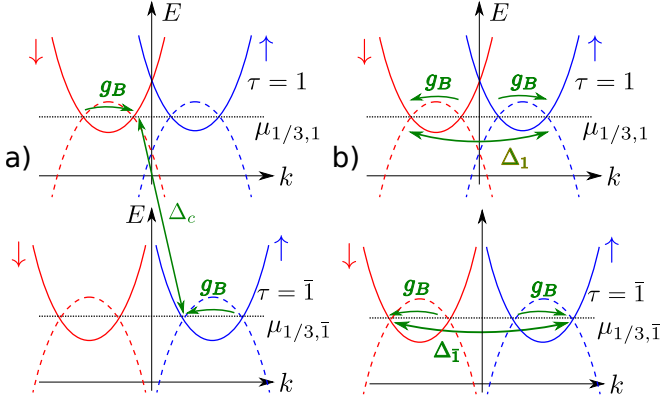 E
↓
↑
g_B
τ = 1
μ_{1/3,1}
a)
k
Δ_c
E
↓
↑
g_B
τ = 1̄
μ_{1/3,1̄}
k
E
↓
↑
g_B
g_B
τ = 1
μ_{1/3,1}
b)
Δ_1
k
↓
↑
g_B
g_B
τ = 1̄
μ_{1/3,1̄}
Δ_1̄
k